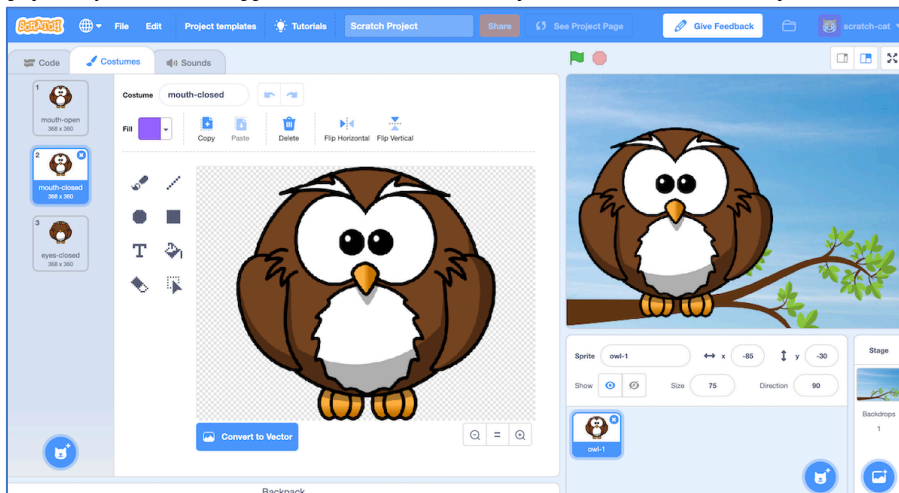 SCRATCH File Edit Project templates Tutorials Scratch Project Share See Project Page Give Feedback scratch-cat
Code Costumes Sounds
1
mouth-open
368 x 360
2
mouth-closed
368 x 360
3
eyes-closed
368 x 360
Costume mouth-closed
Fill Copy Paste Delete Flip Horizontal Flip Vertical
T
Convert to Vector
Sprite owl-1 x -85 y -30
Show Size 75 Direction 90
owl-1
Stage
Backdrops
1
Backpack